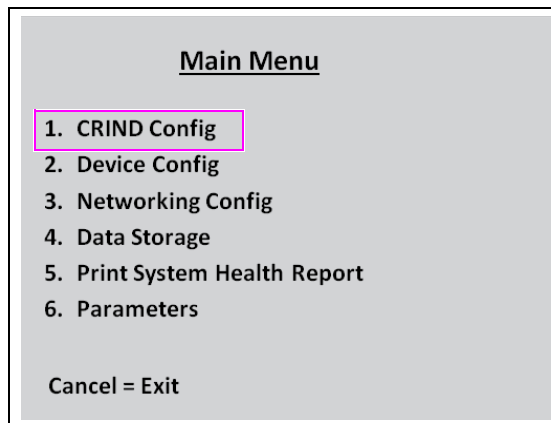 Main Menu
1. CRIND Config
2. Device Config
3. Networking Config
4. Data Storage
5. Print System Health Report
6. Parameters
Cancel = Exit